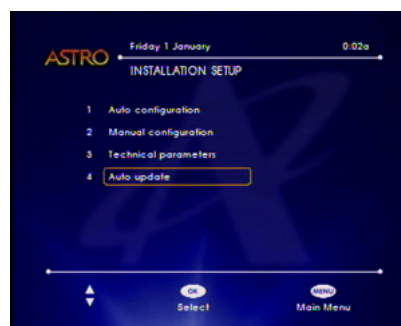 ASTRO
Friday 1 January 0:02a
INSTALLATION SETUP
1 Auto configuration
2 Manual configuration
3 Technical parameters
4 Auto update
OK MENU
Select Main Menu